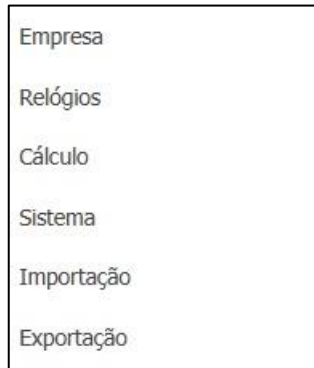 Empresa
Relógios
Cálculo
Sistema
Importação
Exportação